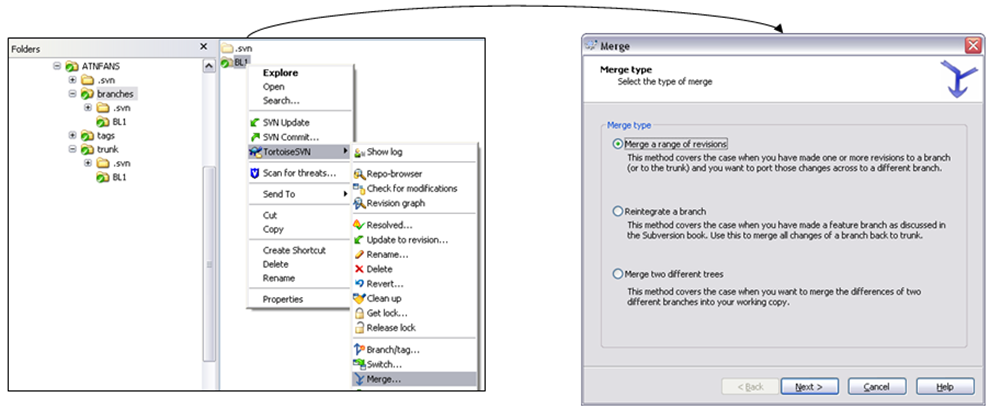 Folders
ATNFANS
.svn
branches
.svn
BL1
tags
trunk
.svn
BL1
.svn
BL1
Explore
Open
Search...
SVN Update
SVN Commit...
TortoiseSVN
Scan for threats...
Send To
Cut
Copy
Create Shortcut
Delete
Rename
Properties
Show log
Repo-browser
Check for modifications
Revision graph
Resolved...
Update to revision...
Rename...
Delete
Revert...
Clean up
Get lock...
Release lock
Branch/tag...
Switch...
Merge...
Merge
Merge type
Select the type of merge
Merge type
Merge a range of revisions
This method covers the case when you have made one or more revisions to a branch
(or to the trunk) and you want to port those changes across to a different branch.
Reintegrate a branch
This method covers the case when you have made a feature branch as discussed in
the Subversion book. Use this to merge all changes of a branch back to trunk.
Merge two different trees
This method covers the case when you want to merge the differences of two
different branches into your working copy.
< Back
Next >
Cancel
Help